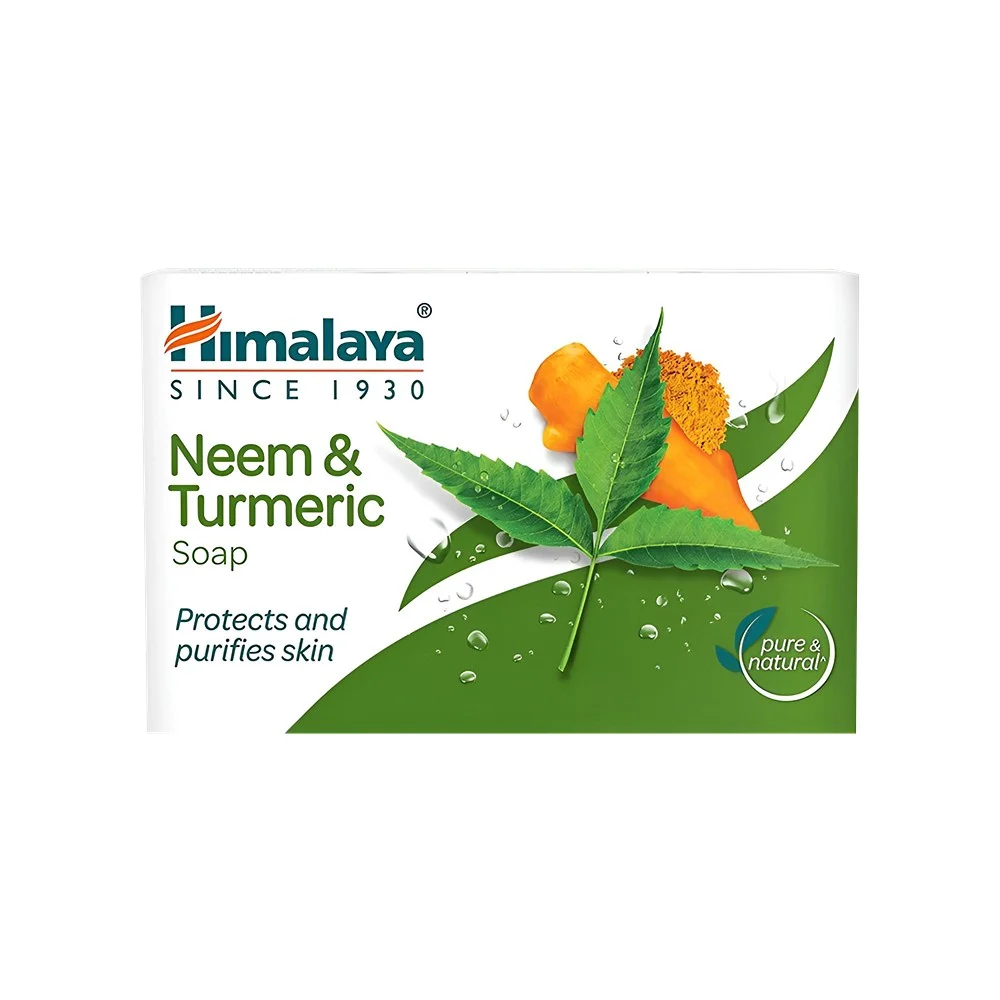 Himalaya®
SINCE 1930
Neem &
Turmeric
Soap
Protects and
purifies skin
pure &
natural^